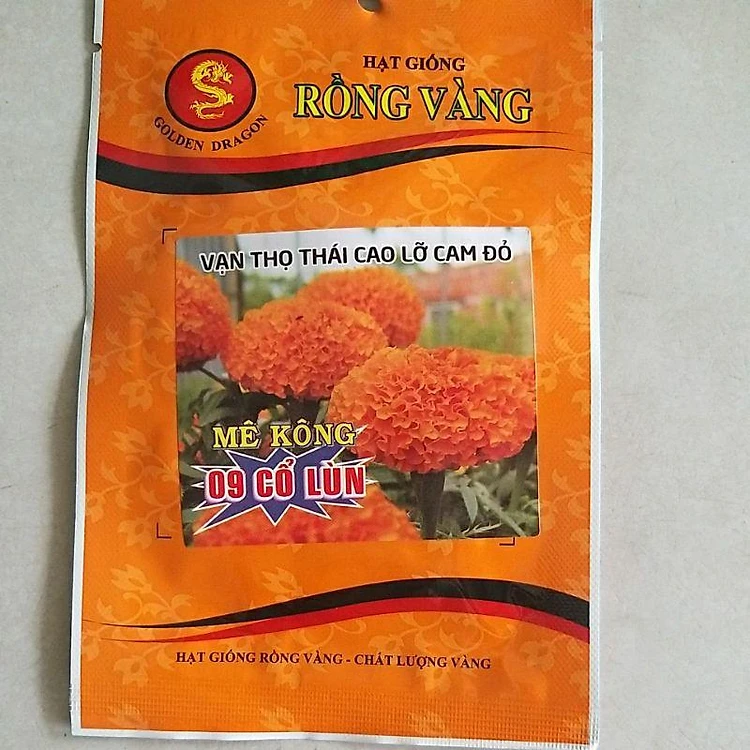 HẠT GIỐNG
RỒNG VÀNG
GOLDEN DRAGON
VẠN THỌ THÁI CAO LỠ CAM ĐỎ
MÊ KÔNG
09 CỔ LÙN
HẠT GIỐNG RỒNG VÀNG - CHẤT LƯỢNG VÀNG